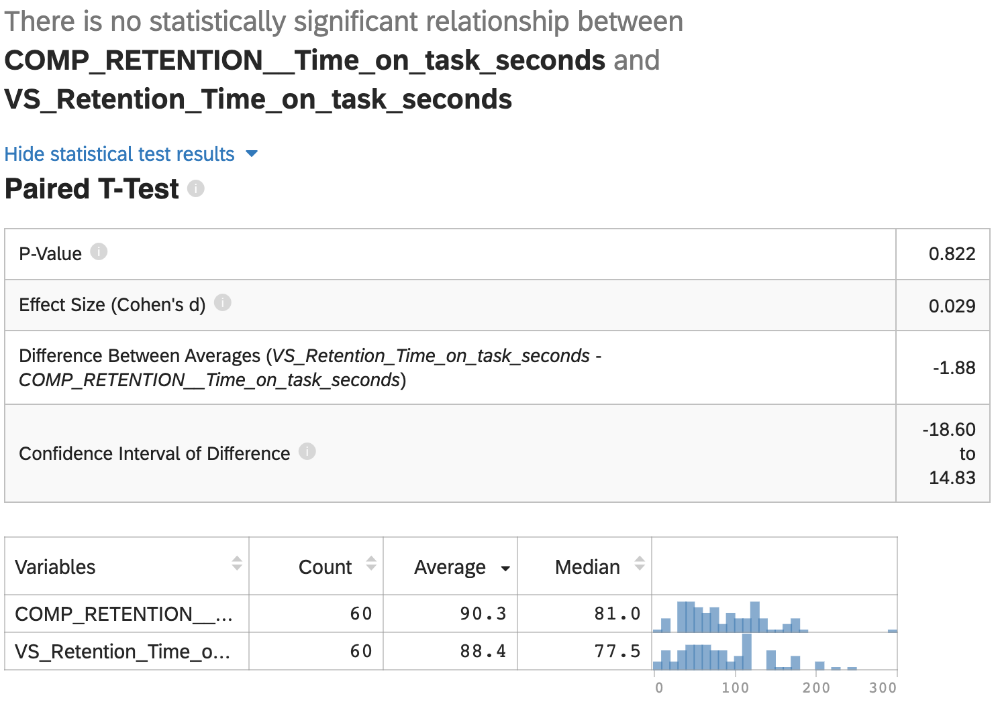 There is no statistically significant relationship between
COMP_RETENTION__Time_on_task_seconds and
VS_Retention_Time_on_task_seconds
Hide statistical test results
Paired T-Test
P-Value 0.822
Effect Size (Cohen's d) 0.029
Difference Between Averages (VS_Retention_Time_on_task_seconds -
COMP_RETENTION__Time_on_task_seconds) -1.88
Confidence Interval of Difference -18.60
to
14.83
Variables Count Average Median
COMP_RETENTION__... 60 90.3 81.0
VS_Retention_Time_o... 60 88.4 77.5
0 100 200 300